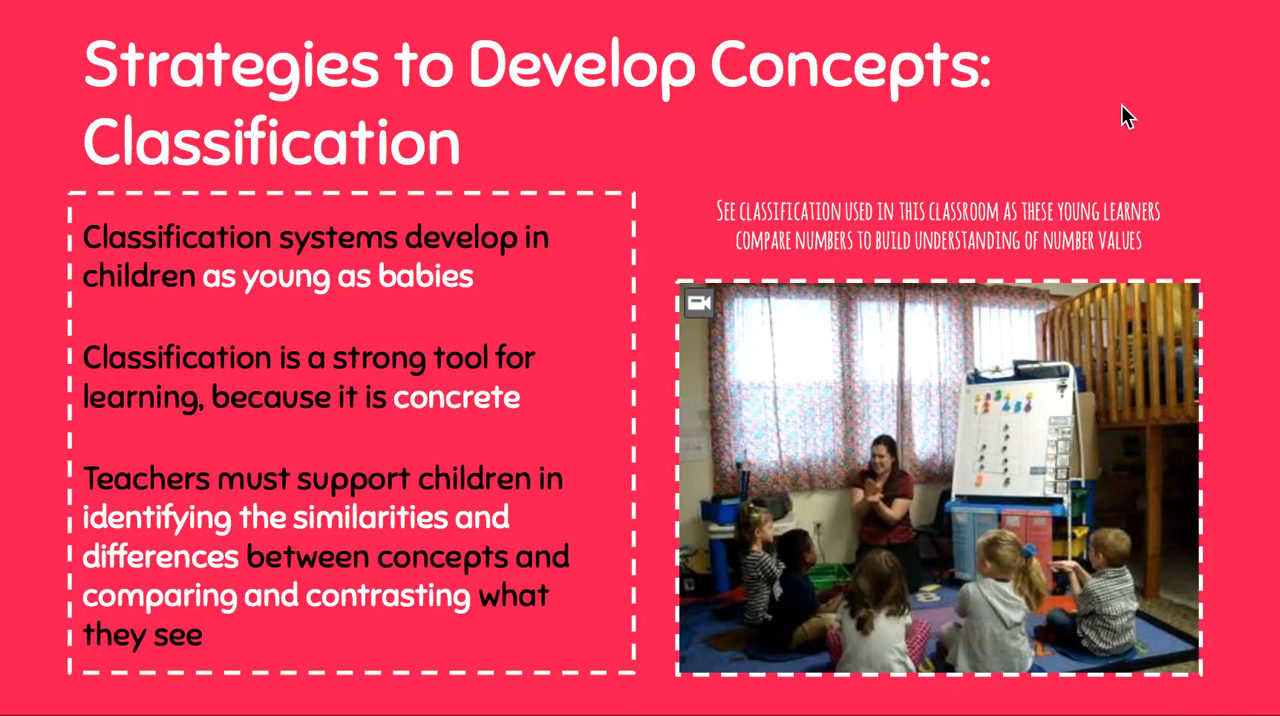 Strategies to Develop Concepts:
Classification
Classification systems develop in
children as young as babies
Classification is a strong tool for
learning, because it is concrete
Teachers must support children in
identifying the similarities and
differences between concepts and
comparing and contrasting what
they see
SEE CLASSIFICATION USED IN THIS CLASSROOM AS THESE YOUNG LEARNERS
COMPARE NUMBERS TO BUILD UNDERSTANDING OF NUMBER VALUES